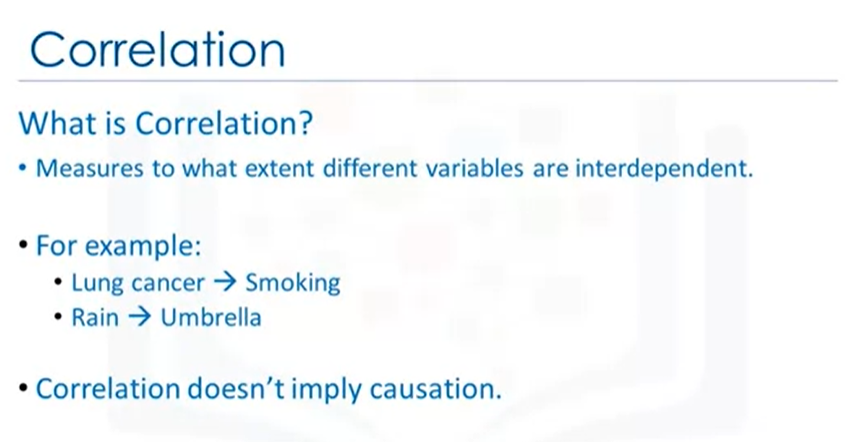 Correlation
What is Correlation?
• Measures to what extent different variables are interdependent.
• For example:
• Lung cancer → Smoking
• Rain → Umbrella
• Correlation doesn't imply causation.